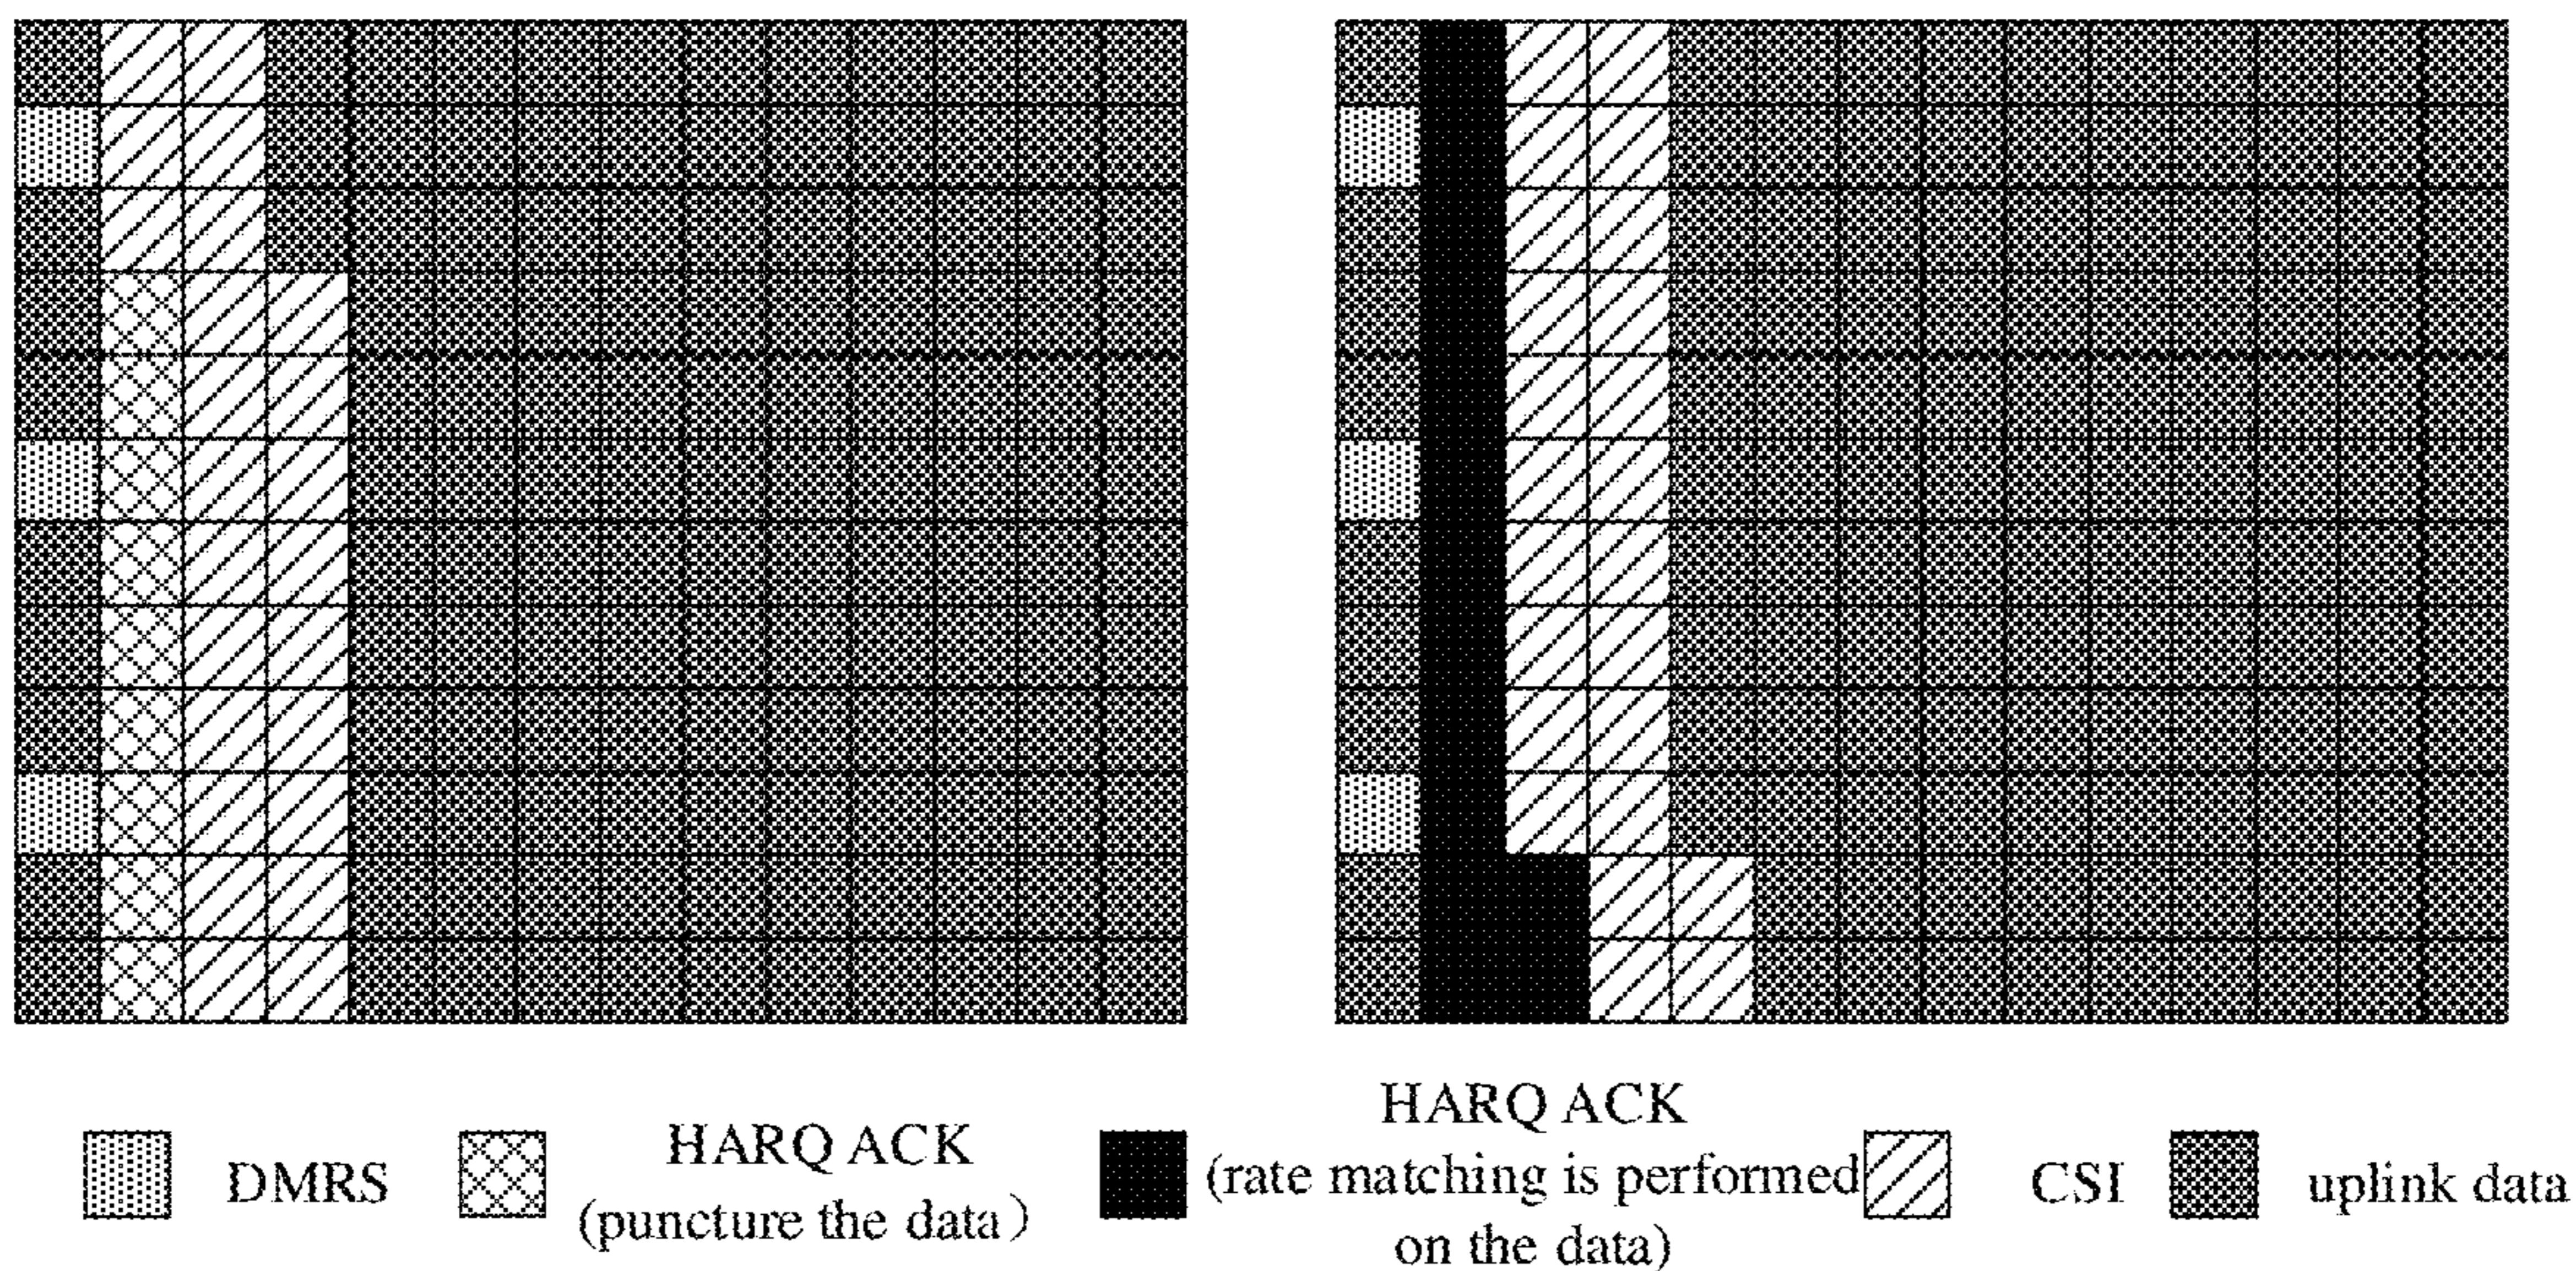 DMRS
HARQ ACK
(puncture the data)
HARQ ACK
(rate matching is performed
on the data)
CSI
uplink data